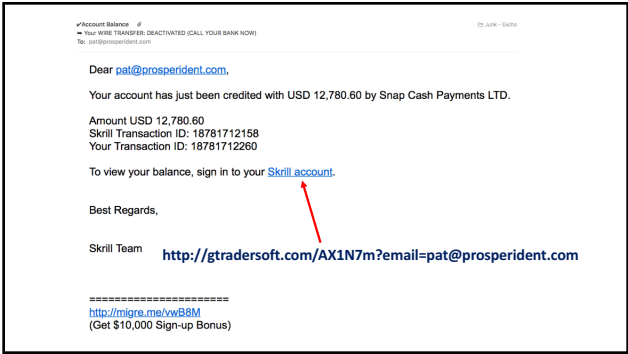 ✔Account Balance
➥ Your WIRE TRANSFER: DEACTIVATED (CALL YOUR BANK NOW)
To: pat@prosperident.com
Junk - Exchs
Dear pat@prosperident.com,
Your account has just been credited with USD 12,780.60 by Snap Cash Payments LTD.
Amount USD 12,780.60
Skrill Transaction ID: 18781712158
Your Transaction ID: 18781712260
To view your balance, sign in to your Skrill account.
Best Regards,
Skrill Team
http://gtradersoft.com/AX1N7m?email=pat@prosperident.com
======================
http://migre.me/vwB8M
(Get $10,000 Sign-up Bonus)